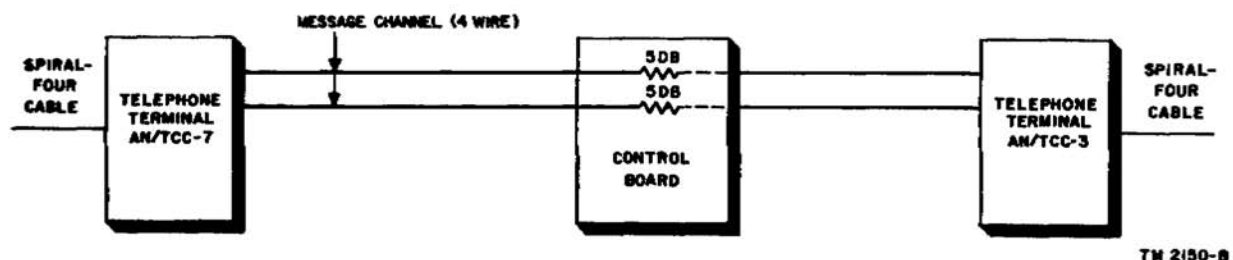 MESSAGE CHANNEL (4 WIRE)
SPIRAL-
FOUR
CABLE
TELEPHONE
TERMINAL
AN/TCC-7
5DB
5DB
CONTROL
BOARD
TELEPHONE
TERMINAL
AN/TCC-3
SPIRAL-
FOUR
CABLE
TM 2150-8